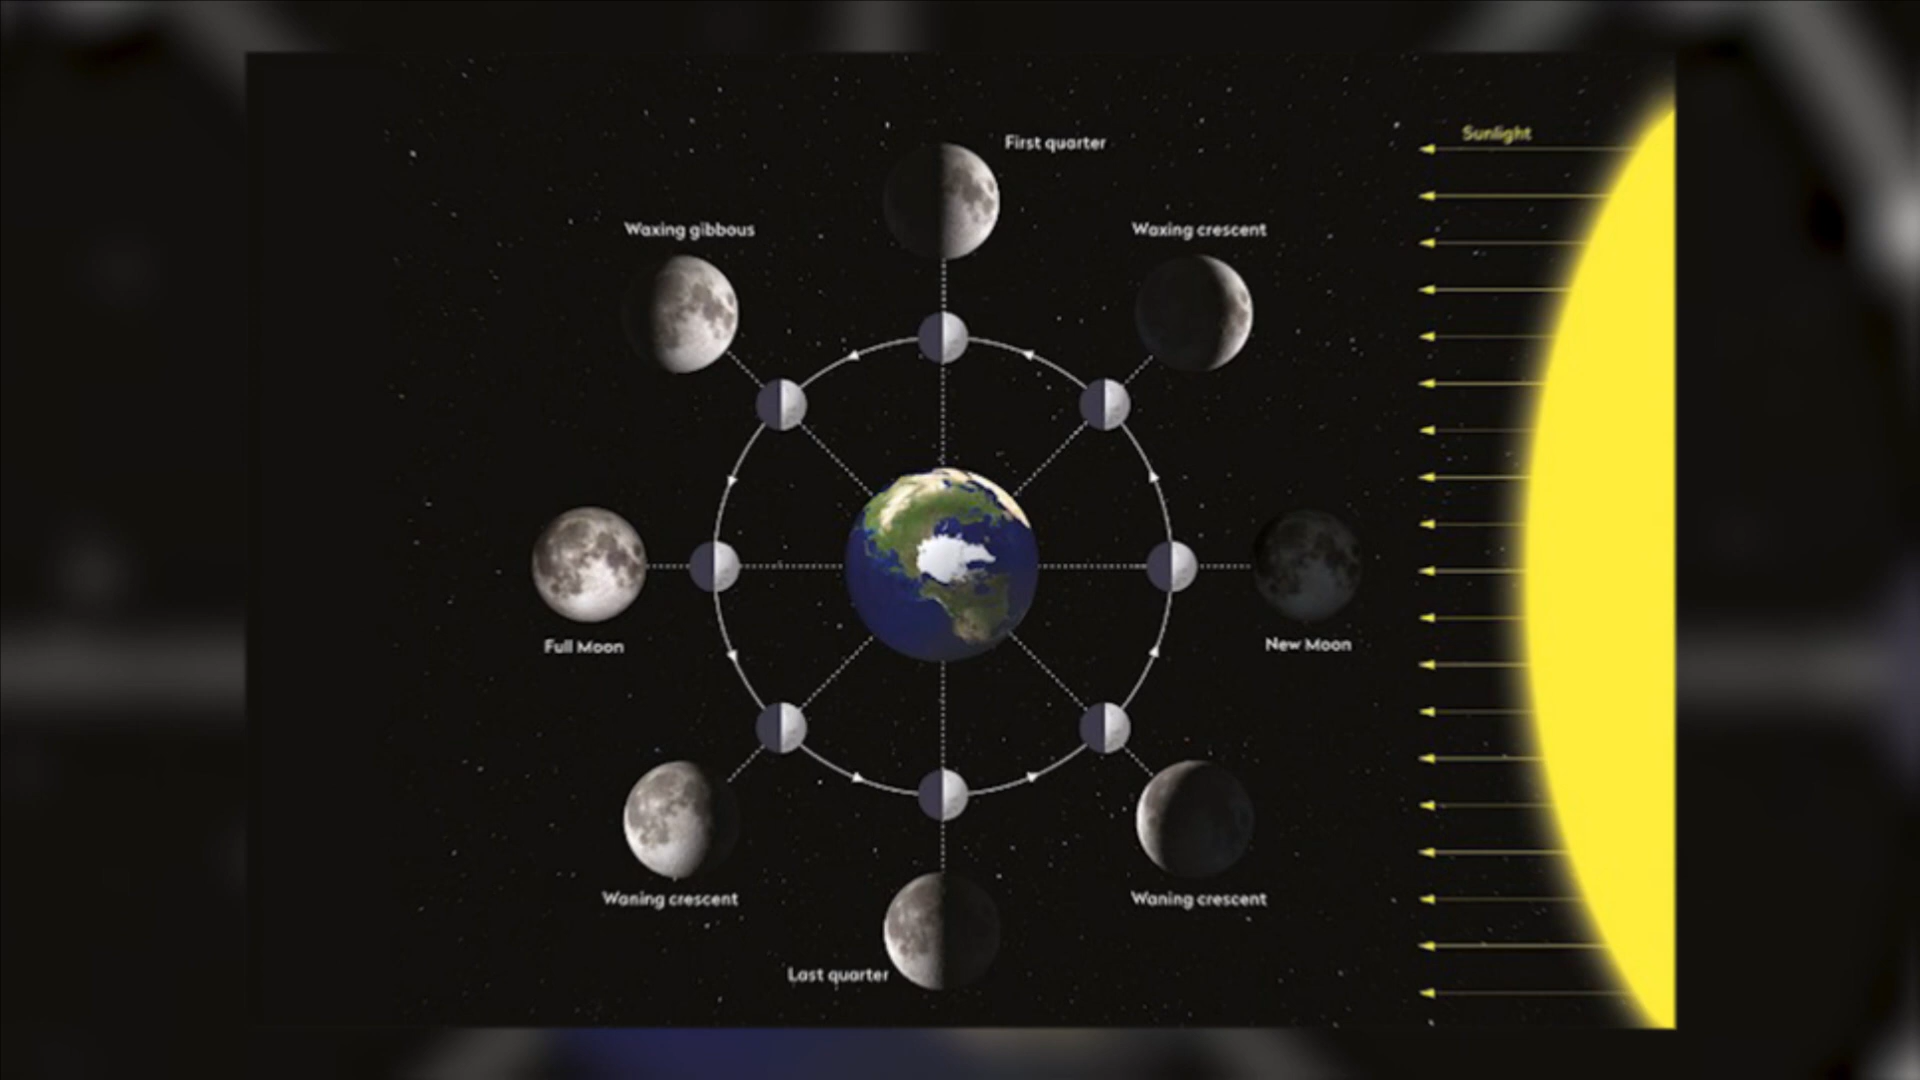 Sunlight
First quarter
Waxing gibbous
Waxing crescent
Full Moon
New Moon
Waning crescent
Waning crescent
Last quarter